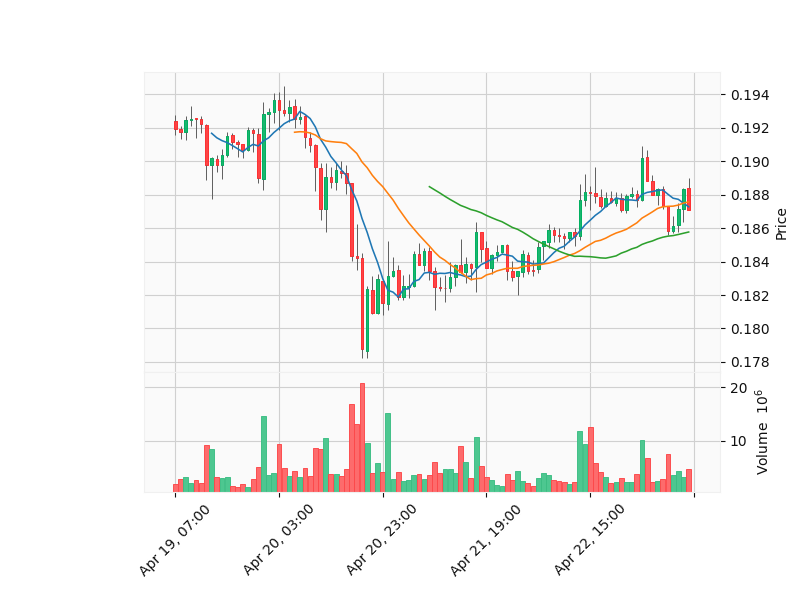 0.194
0.192
0.190
0.188
0.186
0.184
0.182
0.180
0.178
Price
20
10
Volume 10^6
Apr 19, 07:00
Apr 20, 03:00
Apr 20, 23:00
Apr 21, 19:00
Apr 22, 15:00